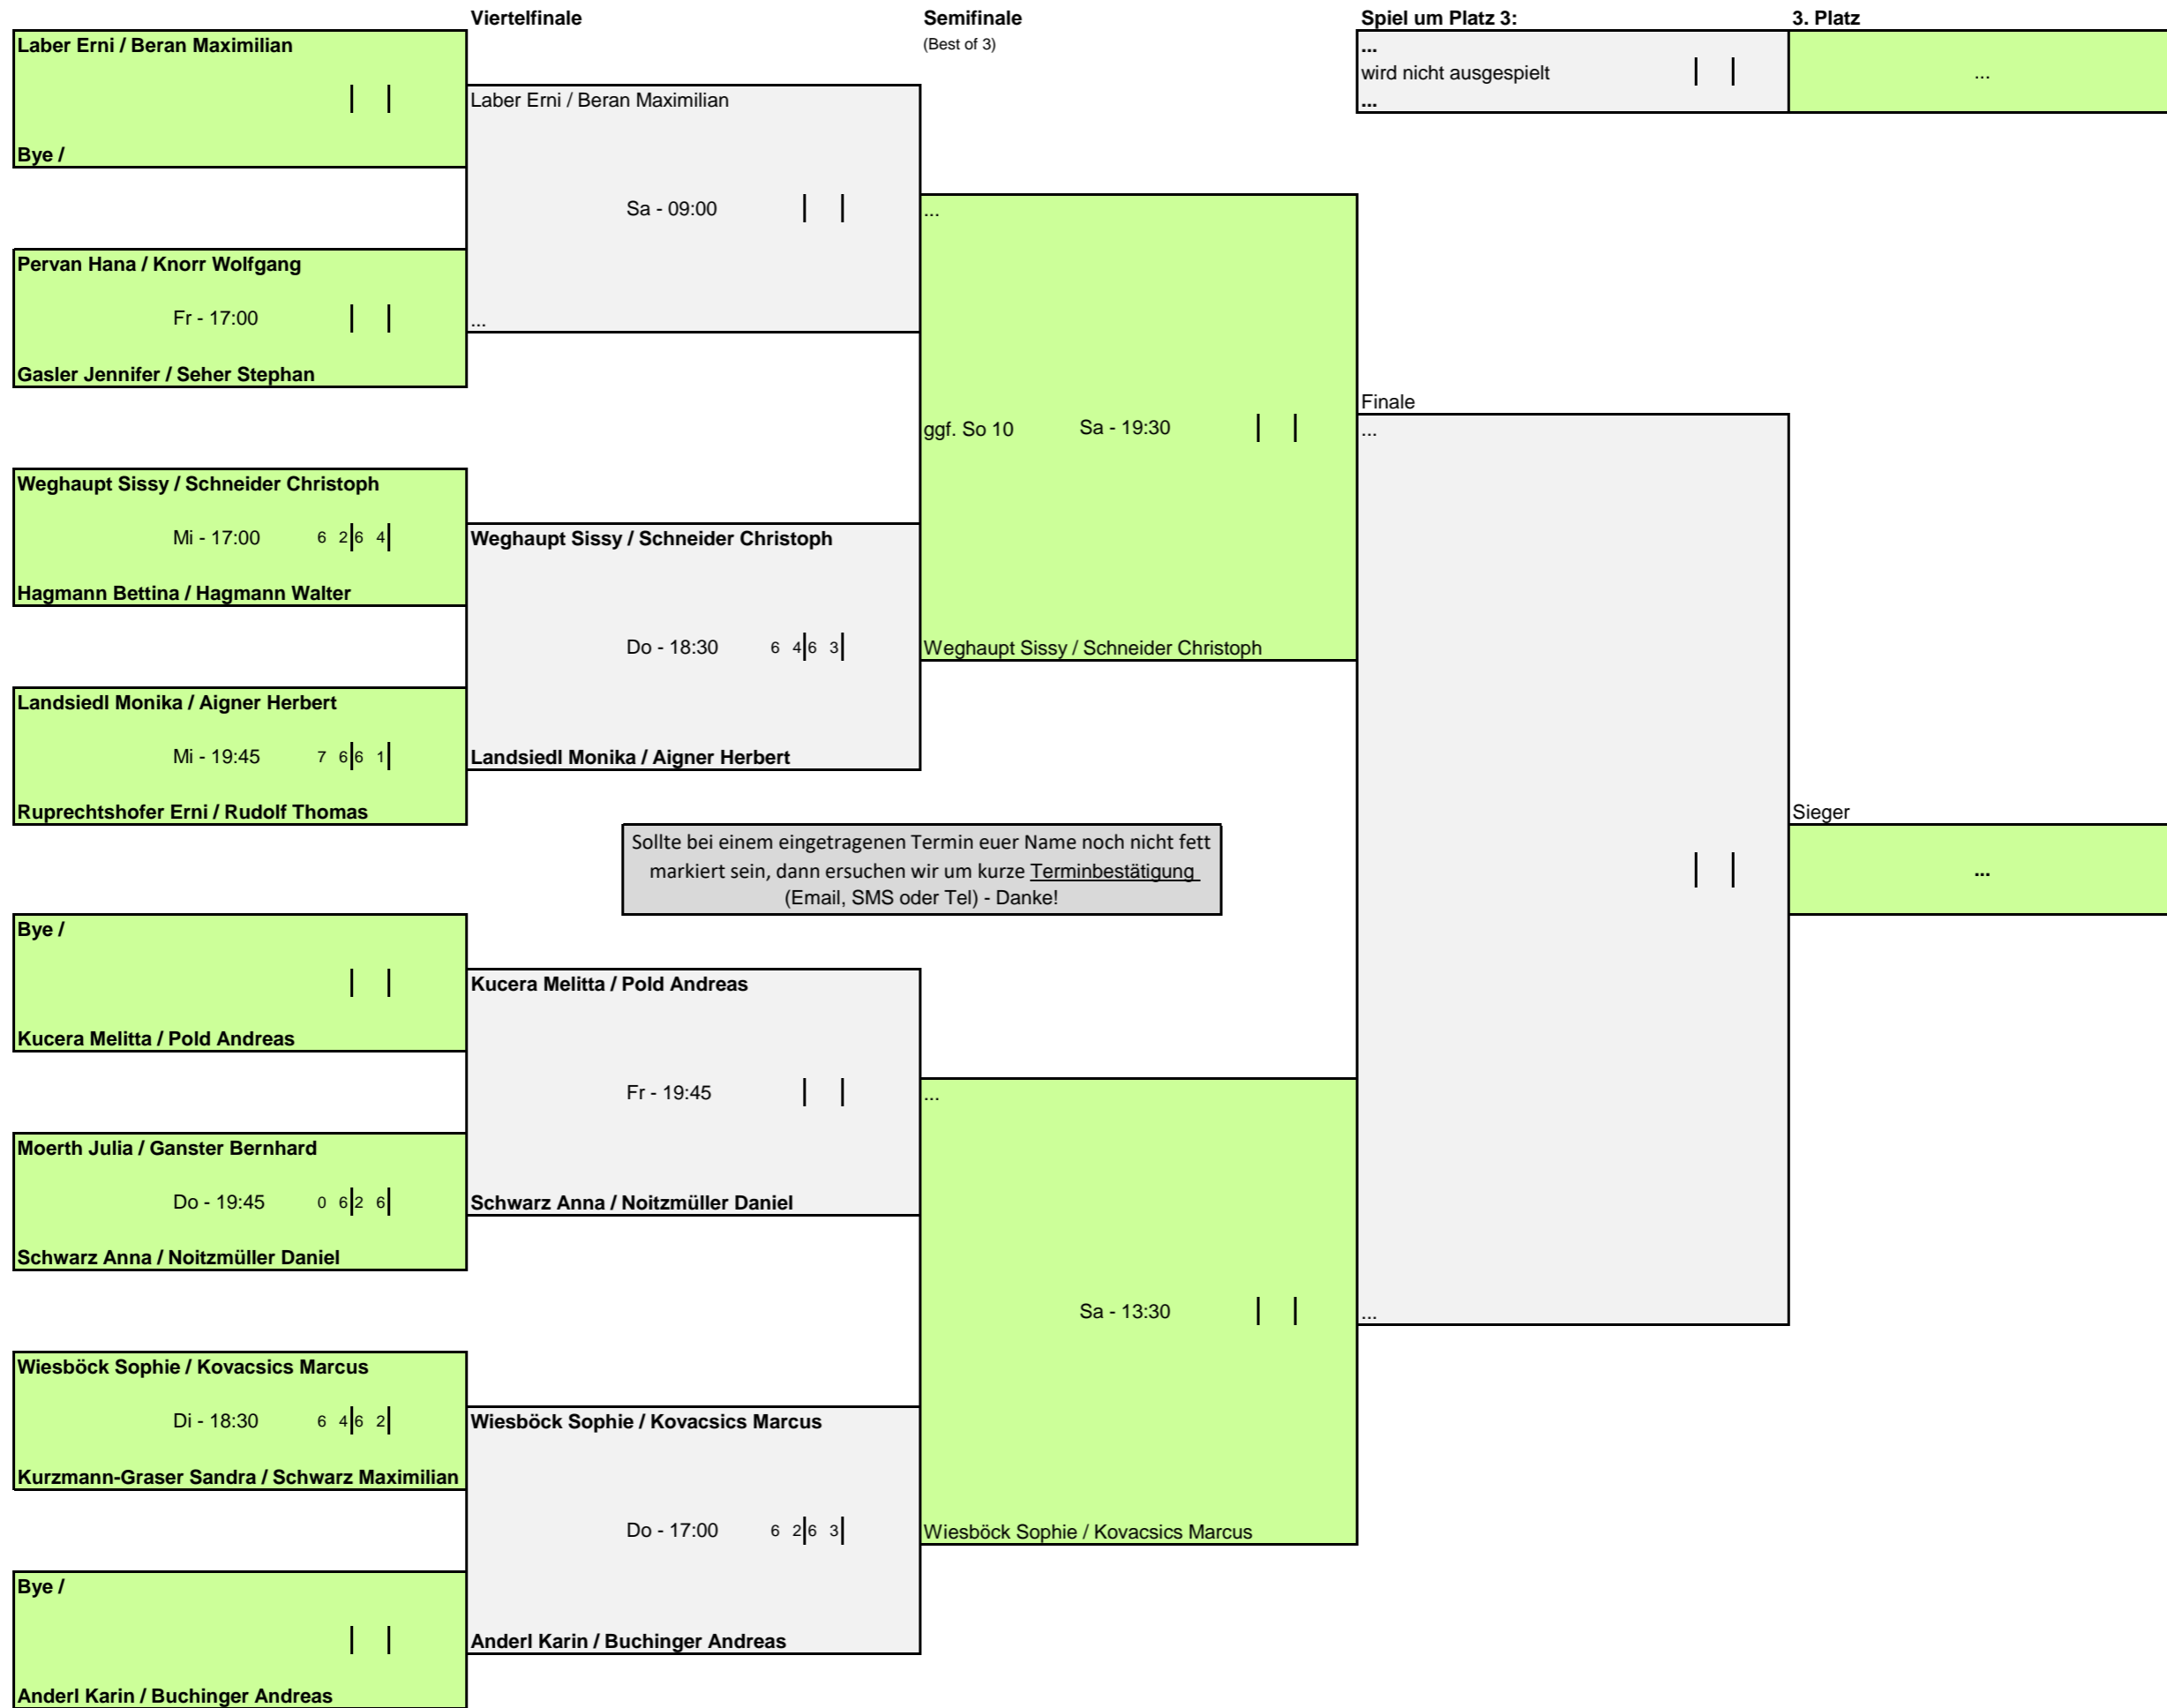 Viertelfinale
Semifinale
(Best of 3)
Spiel um Platz 3:
3. Platz
...
wird nicht ausgespielt
...
...
Laber Erni / Beran Maximilian
Bye /
Laber Erni / Beran Maximilian
Sa - 09:00
...
Pervan Hana / Knorr Wolfgang
Fr - 17:00
Gasler Jennifer / Seher Stephan
...
ggf. So 10 Sa - 19:30
Weghaupt Sissy / Schneider Christoph
Finale
...
...
Weghaupt Sissy / Schneider Christoph
Mi - 17:00 6 2 6 4
Hagmann Bettina / Hagmann Walter
Weghaupt Sissy / Schneider Christoph
Do - 18:30 6 4 6 3
Landsiedl Monika / Aigner Herbert
Landsiedl Monika / Aigner Herbert
Mi - 19:45 7 6 6 1
Ruprechtshofer Erni / Rudolf Thomas
Sieger
...
Sollte bei einem eingetragenen Termin euer Name noch nicht fett
markiert sein, dann ersuchen wir um kurze Terminbestätigung
(Email, SMS oder Tel) - Danke!
Bye /
Kucera Melitta / Pold Andreas
Kucera Melitta / Pold Andreas
Fr - 19:45
Schwarz Anna / Noitzmüller Daniel
Moerth Julia / Ganster Bernhard
Do - 19:45 0 6 2 6
Schwarz Anna / Noitzmüller Daniel
...
Sa - 13:30
Wiesböck Sophie / Kovacsics Marcus
Wiesböck Sophie / Kovacsics Marcus
Di - 18:30 6 4 6 2
Kurzmann-Graser Sandra / Schwarz Maximilian
Wiesböck Sophie / Kovacsics Marcus
Do - 17:00 6 2 6 3
Anderl Karin / Buchinger Andreas
Bye /
Anderl Karin / Buchinger Andreas